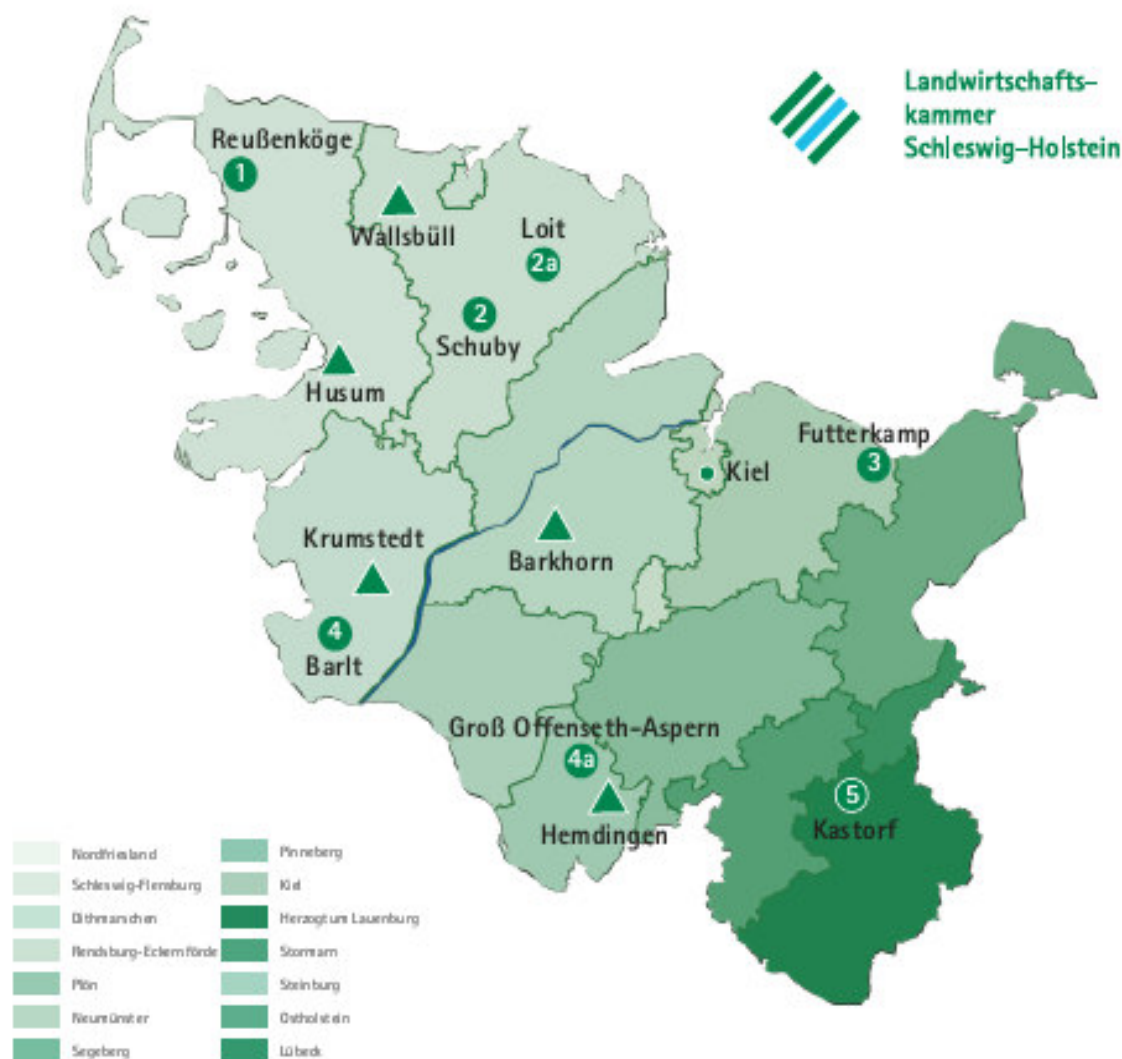 Landwirtschafts-
kammer
Schleswig-Holstein
Reußenköge
1
Wallsbüll
Loit
2a
2
Schuby
Husum
Futterkamp
3
Kiel
Krumstedt
Barkhorn
4
Barlt
Groß Offenseth-Aspern
4a
Hemdingen
5
Kastorf
Nordfriesland
Schleswig-Flensburg
Dithmarschen
Rendsburg-Eckernförde
Plön
Neumünster
Segeberg
Pinneberg
Kiel
Herzogtum Lauenburg
Stormarn
Steinburg
Ostholstein
Lübeck